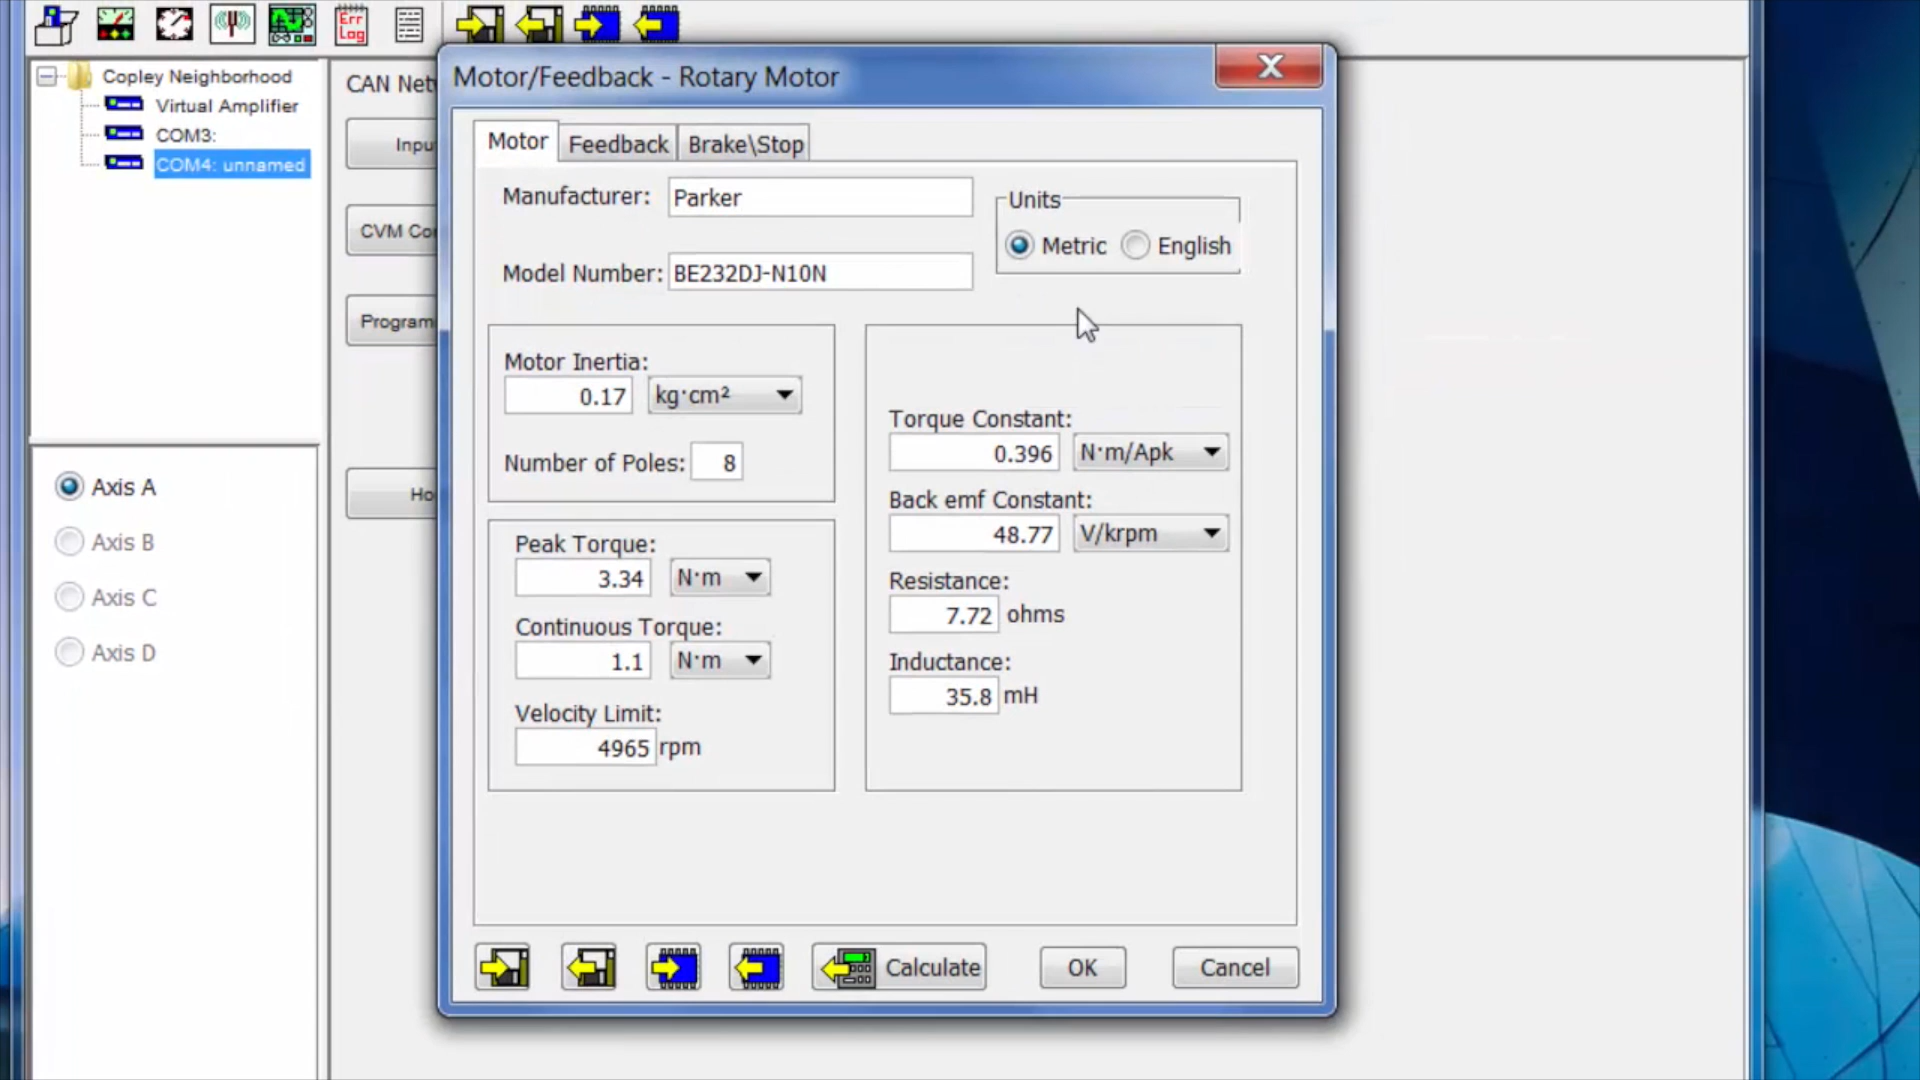 Err
Log
Copley Neighborhood
Virtual Amplifier
COM3:
COM4: unnamed
Axis A
Axis B
Axis C
Axis D
CAN Netw
Inpu
CVM Con
Program
Ho
Motor/Feedback - Rotary Motor
Motor
Feedback
Brake\Stop
Manufacturer: Parker
Model Number: BE232DJ-N10N
Units
Metric
English
Motor Inertia:
0.17 kg·cm²
Number of Poles: 8
Peak Torque:
3.34 N·m
Continuous Torque:
1.1 N·m
Velocity Limit:
4965 rpm
Torque Constant:
0.396 N·m/Apk
Back emf Constant:
48.77 V/krpm
Resistance:
7.72 ohms
Inductance:
35.8 mH
Calculate
OK
Cancel